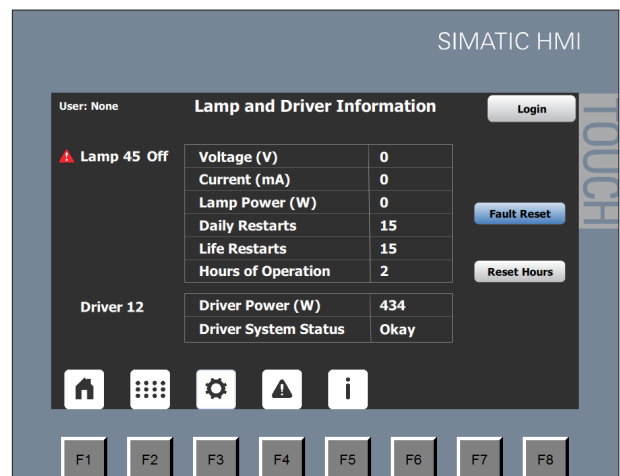 SIMATIC HMI
TOUCH
User: None
Lamp and Driver Information
Login
Lamp 45 Off
Voltage (V) 0
Current (mA) 0
Lamp Power (W) 0
Daily Restarts 15
Life Restarts 15
Hours of Operation 2
Fault Reset
Reset Hours
Driver 12
Driver Power (W) 434
Driver System Status Okay
i
F1 F2 F3 F4 F5 F6 F7 F8